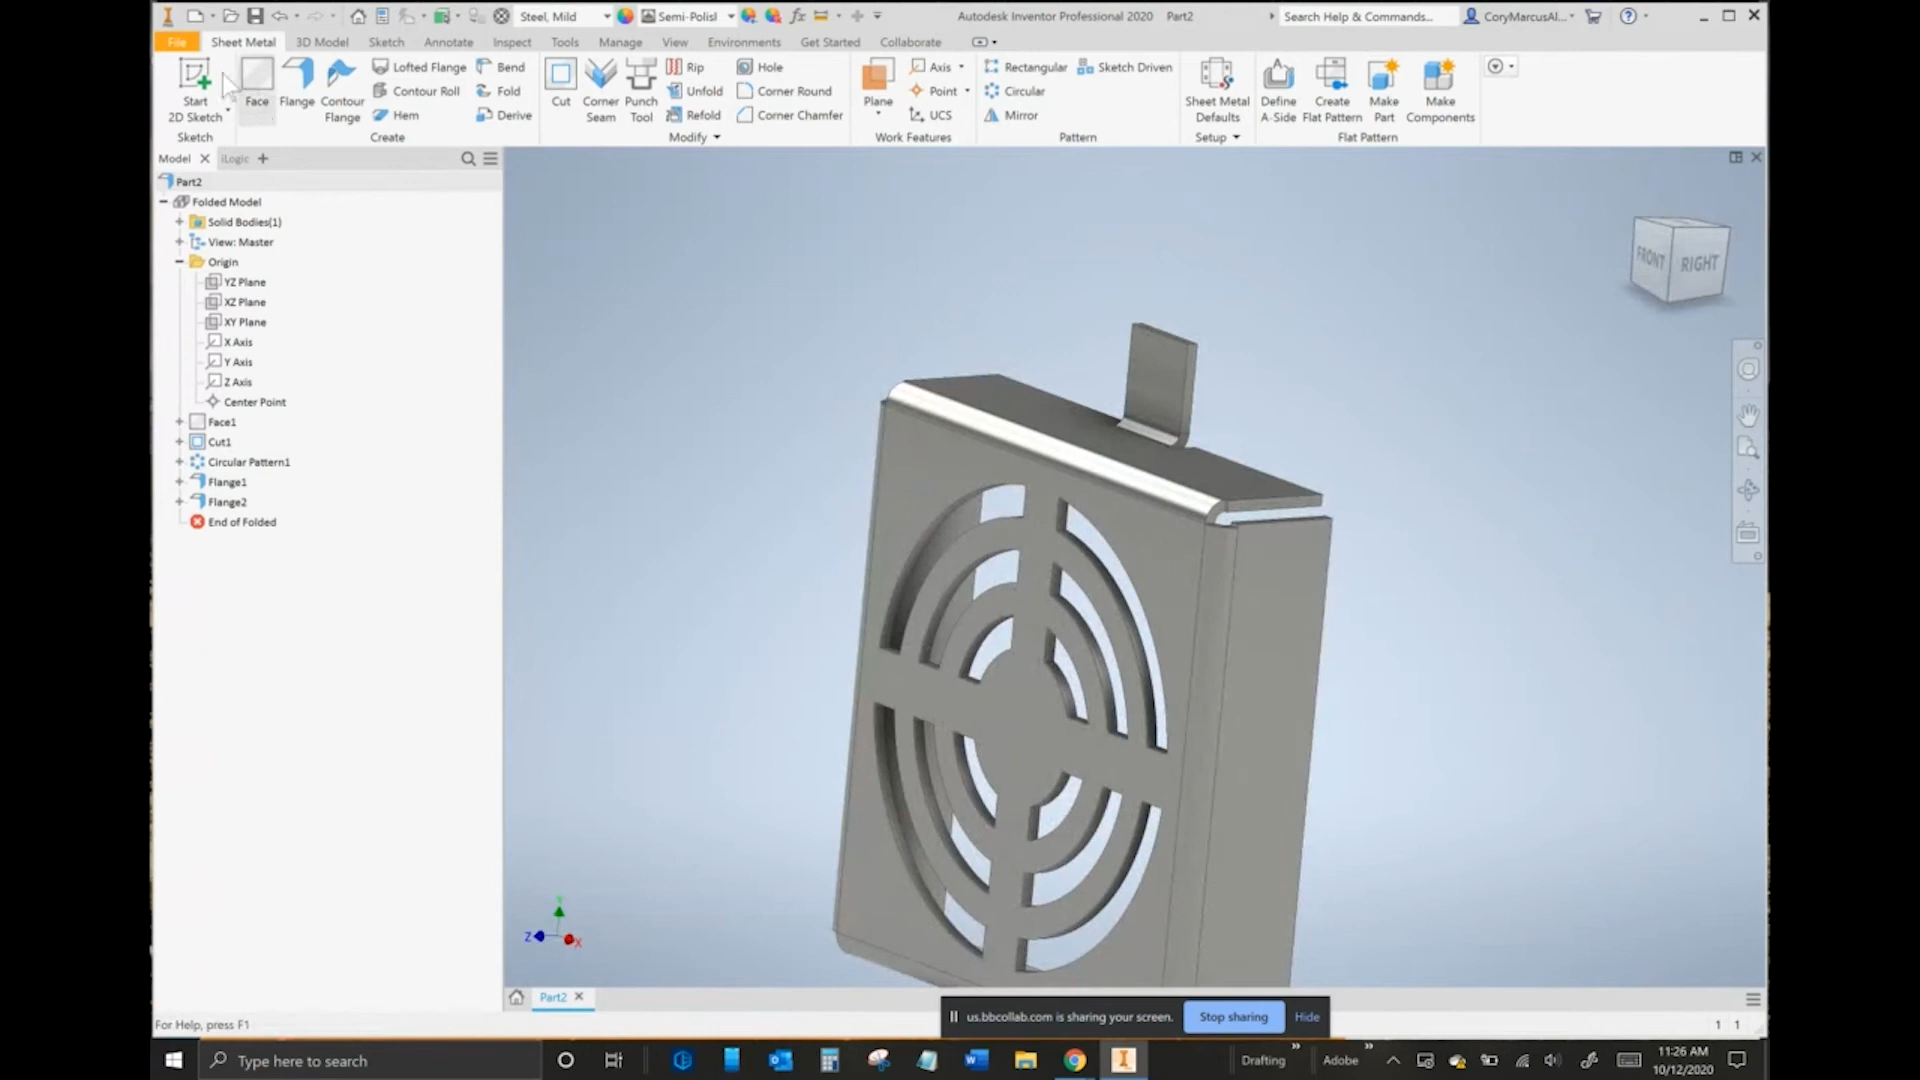 Steel, Mild
Semi-Polisl
Autodesk Inventor Professional 2020 Part2
Search Help & Commands...
CoryMarcusAl...
File Sheet Metal 3D Model Sketch Annotate Inspect Tools Manage View Environments Get Started Collaborate
Start
2D Sketch
Sketch
Face
Flange
Contour
Flange
Lofted Flange
Contour Roll
Hem
Bend
Fold
Derive
Create
Cut
Corner
Seam
Punch
Tool
Rip
Unfold
Refold
Hole
Corner Round
Corner Chamfer
Modify
Plane
Axis
Point
UCS
Work Features
Rectangular
Circular
Mirror
Sketch Driven
Pattern
Sheet Metal
Defaults
Setup
Define
A-Side
Create
Flat Pattern
Make
Part
Make
Components
Flat Pattern
Model
iLogic
Part2
Folded Model
Solid Bodies(1)
View: Master
Origin
YZ Plane
XZ Plane
XY Plane
X Axis
Y Axis
Z Axis
Center Point
Face1
Cut1
Circular Pattern1
Flange1
Flange2
End of Folded
FRONT RIGHT
Y
Z
X
Part2
us.bbcollab.com is sharing your screen. Stop sharing Hide
For Help, press F1
1 1
Type here to search
Drafting
Adobe
11:26 AM
10/12/2020